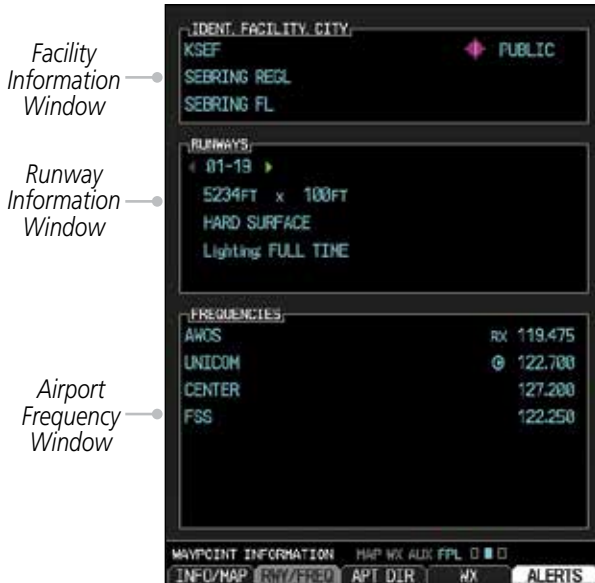 Facility
Information
Window
IDENT, FACILITY, CITY
KSEF PUBLIC
SEBRING REGL
SEBRING FL
Runway
Information
Window
RUNWAYS
01-19
5234FT x 100FT
HARD SURFACE
Lighting: FULL TIME
Airport
Frequency
Window
FREQUENCIES
AWOS RX 119.475
UNICOM C 122.700
CENTER 127.200
FSS 122.250
WAYPOINT INFORMATION MAP WX AUX FPL
INFO/MAP RWY/FREQ APT DIR WX ALERTS